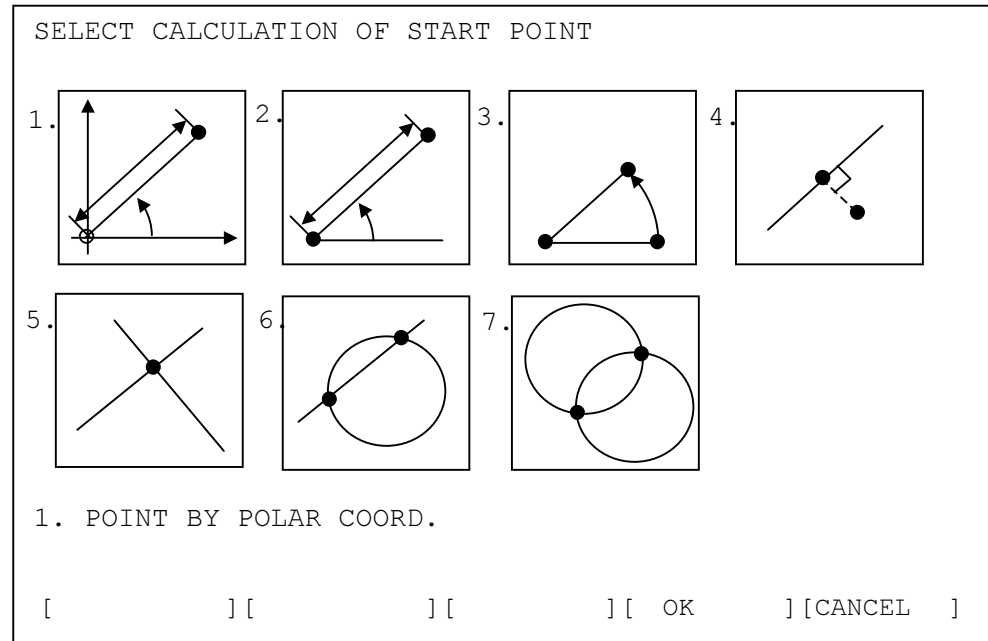 SELECT CALCULATION OF START POINT
1. 2. 3. 4.
5. 6. 7.
1. POINT BY POLAR COORD.
[ ][ ][ ][ OK ][CANCEL ]